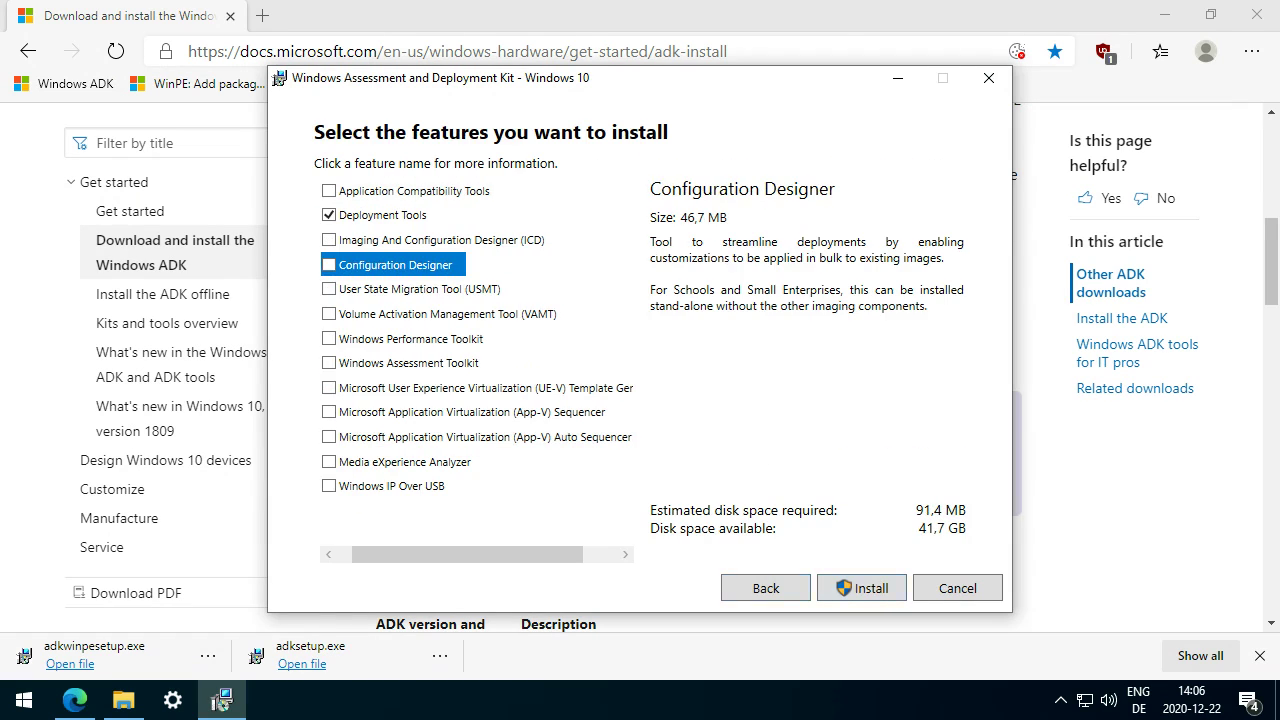 Download and install the Windo
https://docs.microsoft.com/en-us/windows-hardware/get-started/adk-install
1
Windows ADK
WinPE: Add packag...
Windows Assessment and Deployment Kit - Windows 10
Filter by title
Get started
Get started
Download and install the
Windows ADK
Install the ADK offline
Kits and tools overview
What's new in the Windows
ADK and ADK tools
What's new in Windows 10,
version 1809
Design Windows 10 devices
Customize
Manufacture
Service
Download PDF
Select the features you want to install
Click a feature name for more information.
Application Compatibility Tools
Deployment Tools
Imaging And Configuration Designer (ICD)
Configuration Designer
User State Migration Tool (USMT)
Volume Activation Management Tool (VAMT)
Windows Performance Toolkit
Windows Assessment Toolkit
Microsoft User Experience Virtualization (UE-V) Template Ger
Microsoft Application Virtualization (App-V) Sequencer
Microsoft Application Virtualization (App-V) Auto Sequencer
Media eXperience Analyzer
Windows IP Over USB
Configuration Designer
Size: 46,7 MB
Tool to streamline deployments by enabling
customizations to be applied in bulk to existing images.
For Schools and Small Enterprises, this can be installed
stand-alone without the other imaging components.
Estimated disk space required: 91,4 MB
Disk space available: 41,7 GB
Back
Install
Cancel
Is this page
helpful?
Yes
No
In this article
Other ADK
downloads
Install the ADK
Windows ADK tools
for IT pros
Related downloads
ADK version and
Description
adkwinpesetup.exe
Open file
adksetup.exe
Open file
Show all
ENG
DE
14:06
2020-12-22
4